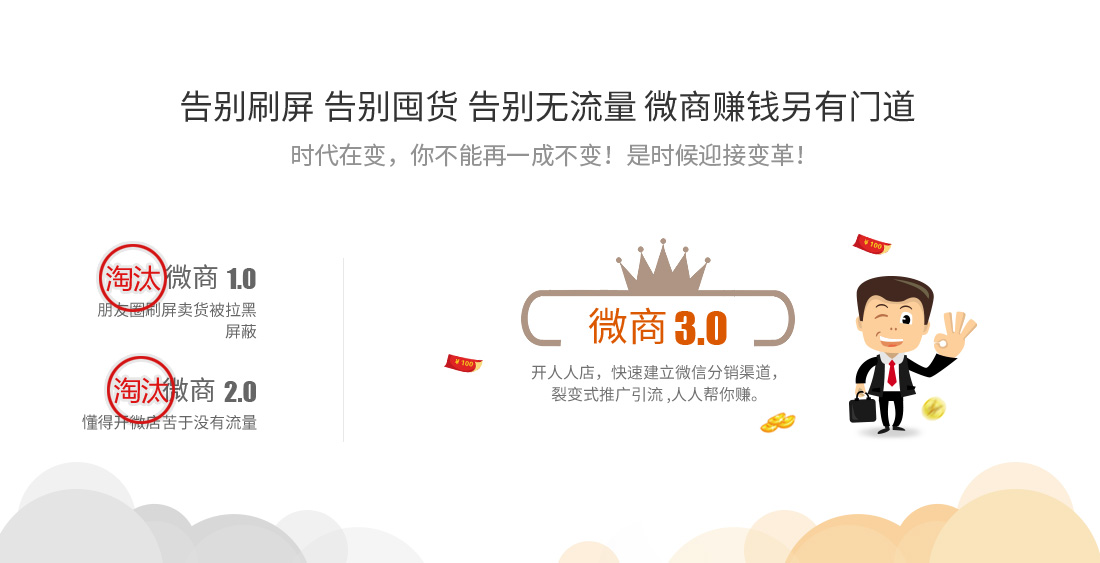 告别刷屏 告别囤货 告别无流量 微商赚钱另有门道
时代在变，你不能再一成不变！是时候迎接变革！
淘汰 微商 1.0
朋友圈刷屏卖货被拉黑
屏蔽
淘汰 微商 2.0
懂得开微店苦于没有流量
微商 3.0
开人人店，快速建立微信分销渠道，
裂变式推广引流 ,人人帮你赚。
¥ 100
¥ 100